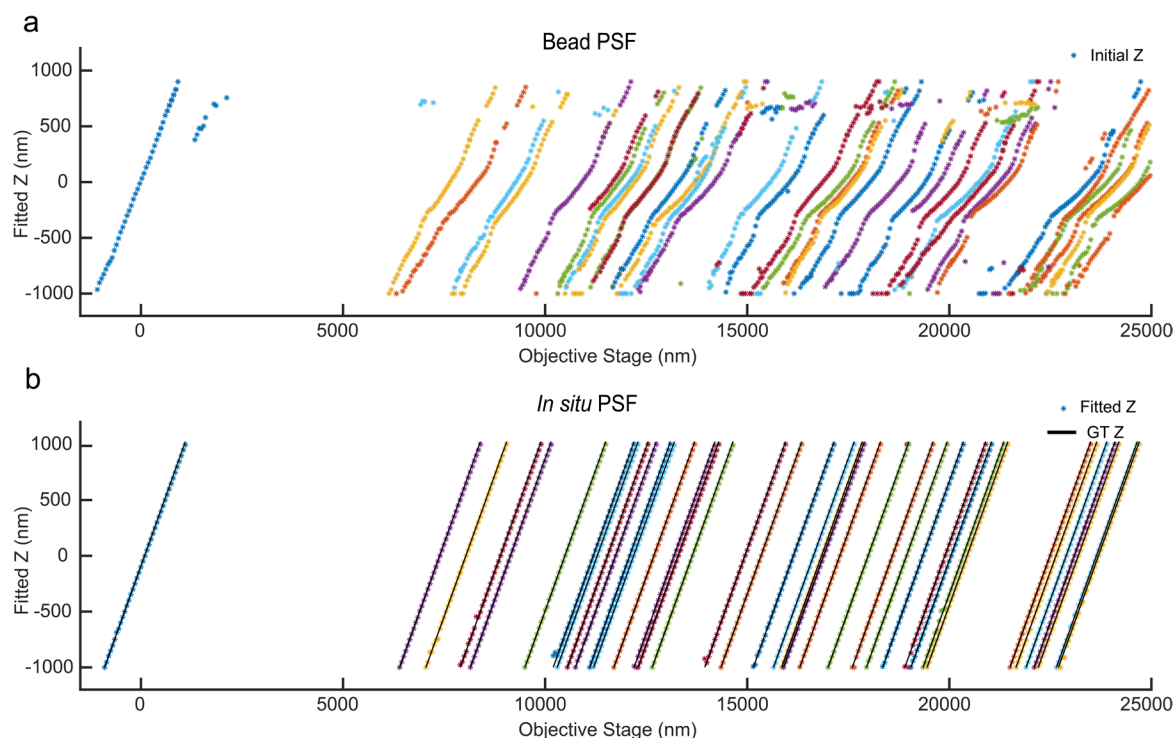 a
Bead PSF
Initial Z
1000
500
0
-500
-1000
Fitted Z (nm)
0
5000
10000
15000
20000
25000
Objective Stage (nm)
b
In situ PSF
Fitted Z
GT Z
1000
500
0
-500
-1000
Fitted Z (nm)
0
5000
10000
15000
20000
25000
Objective Stage (nm)